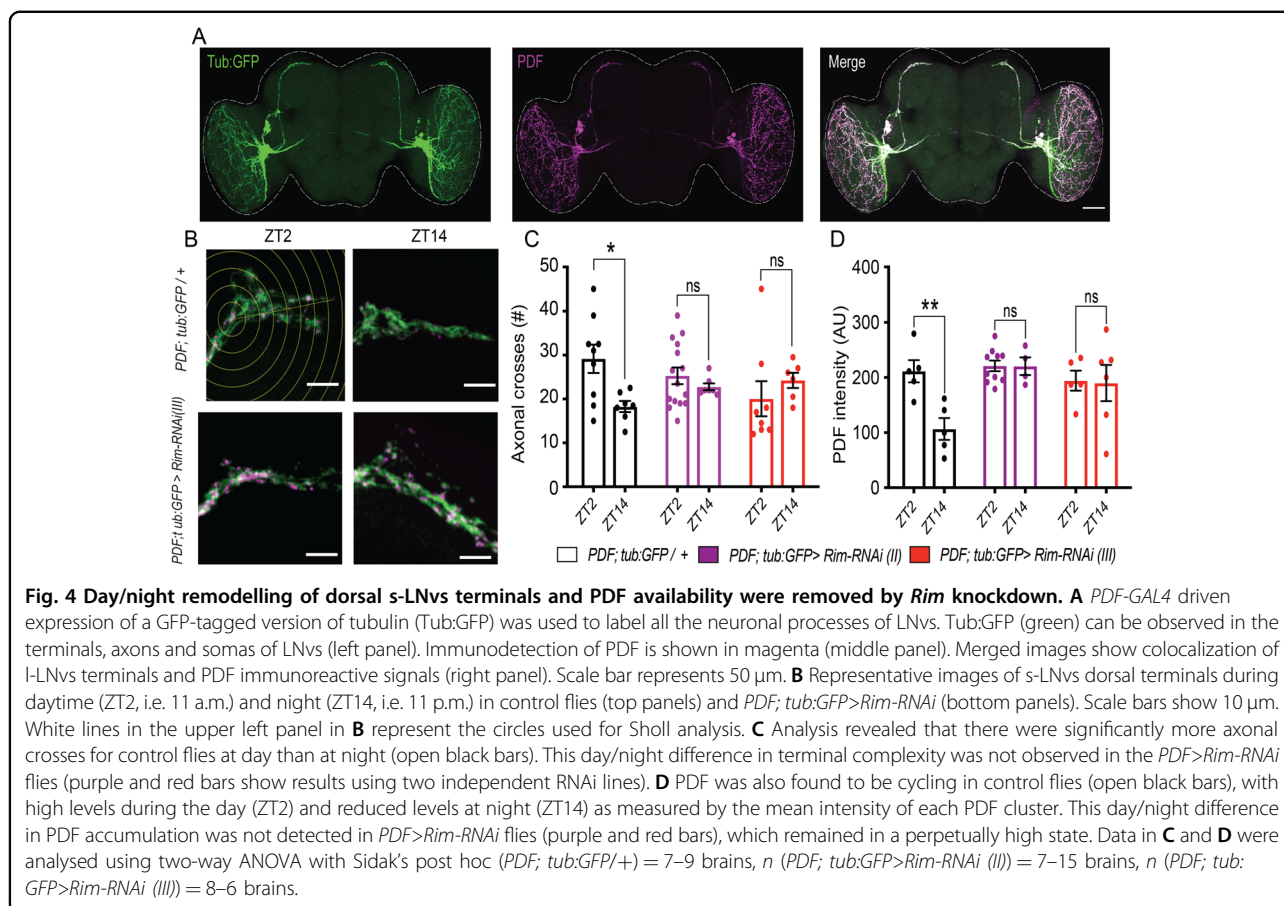 A
Tub:GFP
PDF
Merge
B
ZT2
ZT14
PDF; tub:GFP / +
PDF;t ub:GFP > Rim-RNAi(III)
C
Axonal crosses (#)
50
40
30
20
10
0
*
ns
ns
ZT2
ZT14
ZT2
ZT14
ZT2
ZT14
D
PDF intensity (AU)
400
300
200
100
0
**
ns
ns
ZT2
ZT14
ZT2
ZT14
ZT2
ZT14
PDF; tub:GFP / +
PDF; tub:GFP> Rim-RNAi (II)
PDF; tub:GFP> Rim-RNAi (III)
Fig. 4 Day/night remodelling of dorsal s-LNvs terminals and PDF availability were removed by Rim knockdown. A PDF-GAL4 driven
expression of a GFP-tagged version of tubulin (Tub:GFP) was used to label all the neuronal processes of LNvs. Tub:GFP (green) can be observed in the
terminals, axons and somas of LNvs (left panel). Immunodetection of PDF is shown in magenta (middle panel). Merged images show colocalization of
l-LNvs terminals and PDF immunoreactive signals (right panel). Scale bar represents 50 µm. B Representative images of s-LNvs dorsal terminals during
daytime (ZT2, i.e. 11 a.m.) and night (ZT14, i.e. 11 p.m.) in control flies (top panels) and PDF; tub:GFP>Rim-RNAi (bottom panels). Scale bars show 10 µm.
White lines in the upper left panel in B represent the circles used for Sholl analysis. C Analysis revealed that there were significantly more axonal
crosses for control flies at day than at night (open black bars). This day/night difference in terminal complexity was not observed in the PDF>Rim-RNAi
flies (purple and red bars show results using two independent RNAi lines). D PDF was also found to be cycling in control flies (open black bars), with
high levels during the day (ZT2) and reduced levels at night (ZT14) as measured by the mean intensity of each PDF cluster. This day/night difference
in PDF accumulation was not detected in PDF>Rim-RNAi flies (purple and red bars), which remained in a perpetually high state. Data in C and D were
analysed using two-way ANOVA with Sidak's post hoc (PDF; tub:GFP/+) = 7–9 brains, n (PDF; tub:GFP>Rim-RNAi (II)) = 7–15 brains, n (PDF; tub:
GFP>Rim-RNAi (III)) = 8–6 brains.